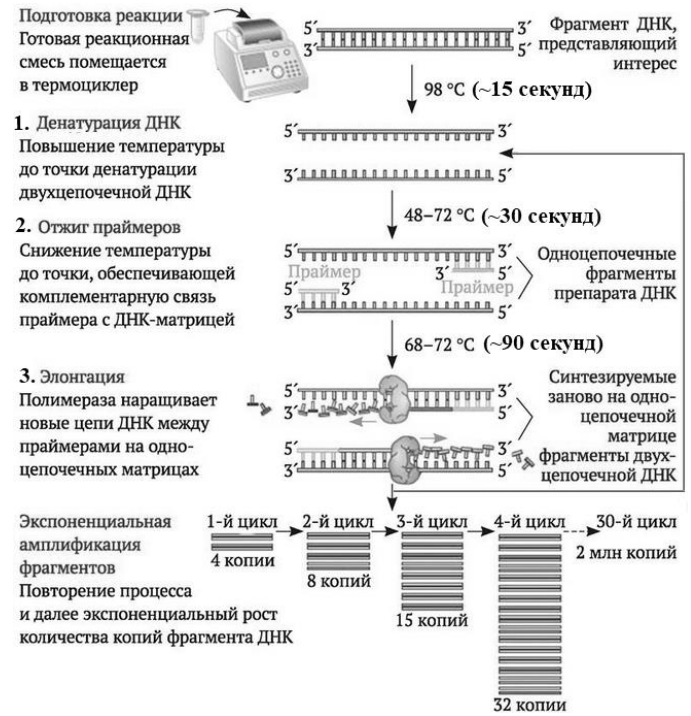 Подготовка реакции
Готовая реакционная
смесь помещается
в термоциклер
5′ 3′
3′ 5′
Фрагмент ДНК,
представляющий
интерес
98 °C (~15 секунд)
1. Денатурация ДНК
Повышение температуры
до точки денатурации
двухцепочечной ДНК
5′ 3′
3′ 5′
48–72 °C (~30 секунд)
2. Отжиг праймеров
Снижение температуры
до точки, обеспечивающей
комплементарную связь
праймера с ДНК-матрицей
5′ 3′
Праймер 3′ 5′
5′ 3′ Праймер
3′ 5′
Одноцепочечные
фрагменты
препарата ДНК
68–72 °C (~90 секунд)
3. Элонгация
Полимераза наращивает
новые цепи ДНК между
праймерами на одно-
цепочечных матрицах
5′ 3′
3′ 5′
5′ 3′
3′ 5′
Синтезируемые
заново на одно-
цепочечной
матрице
фрагменты двух-
цепочечной ДНК
Экспоненциальная
амплификация
фрагментов
Повторение процесса
и далее экспоненциальный рост
количества копий фрагмента ДНК
1-й цикл 2-й цикл 3-й цикл 4-й цикл 30-й цикл
4 копии
8 копий
15 копий
32 копии
2 млн копий